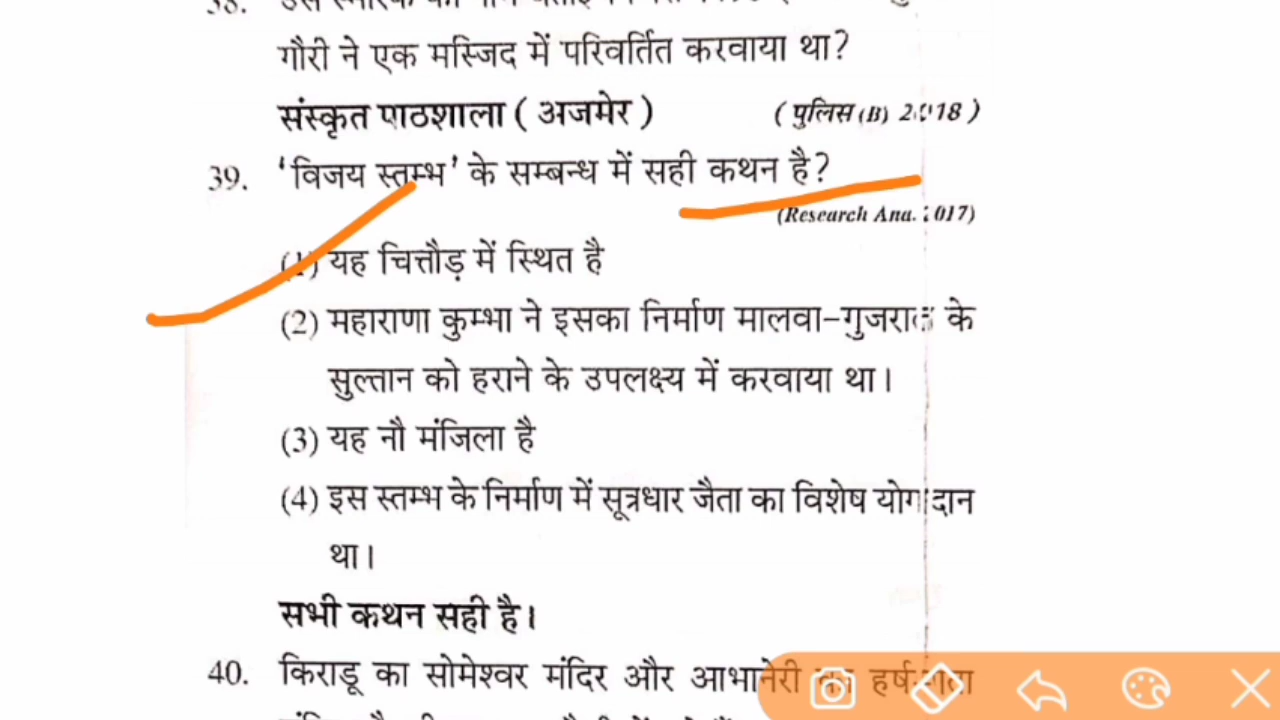 38.
गौरी ने एक मस्जिद में परिवर्तित करवाया था?
संस्कृत पाठशाला ( अजमेर ) ( पुलिस (B) 2018 )
39. 'विजय स्तम्भ' के सम्बन्ध में सही कथन है?
(Research Ana. 2017)
(1) यह चित्तौड़ में स्थित है
(2) महाराणा कुम्भा ने इसका निर्माण मालवा-गुजरात के
सुल्तान को हराने के उपलक्ष्य में करवाया था।
(3) यह नौ मंजिला है
(4) इस स्तम्भ के निर्माण में सूत्रधार जैता का विशेष योगदान
था।
सभी कथन सही है।
40. किराडू का सोमेश्वर मंदिर और आभानेरी